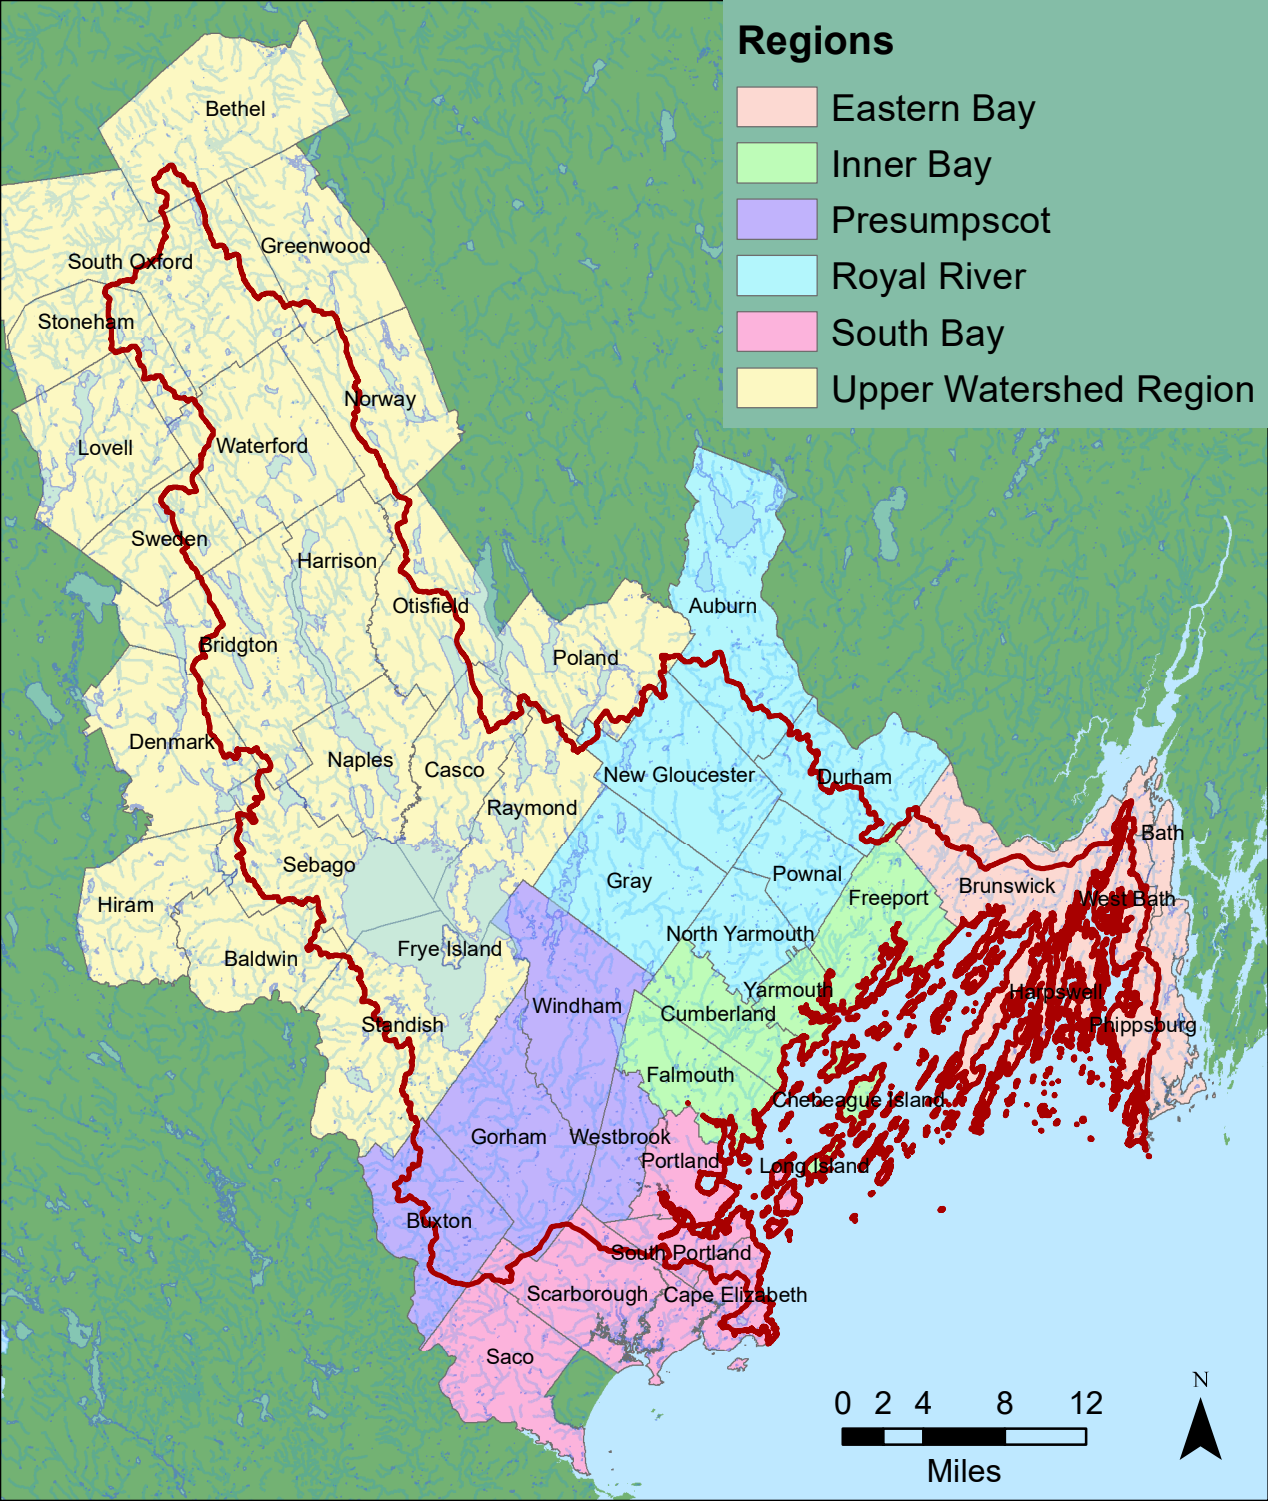 Regions
Eastern Bay
Inner Bay
Presumpscot
Royal River
South Bay
Upper Watershed Region
Bethel
Greenwood
South Oxford
Stoneham
Norway
Lovell
Waterford
Sweden
Harrison
Otisfield
Auburn
Bridgton
Poland
Denmark
Naples
Casco
New Gloucester
Durham
Raymond
Bath
Sebago
Pownal
Gray
Brunswick
Freeport
West Bath
Hiram
North Yarmouth
Frye Island
Baldwin
Yarmouth
Harpswell
Windham
Cumberland
Standish
Phippsburg
Falmouth
Chebeague Island
Gorham
Westbrook
Portland
Long Island
Buxton
South Portland
Scarborough
Cape Elizabeth
Saco
N
0 2 4 8 12
Miles